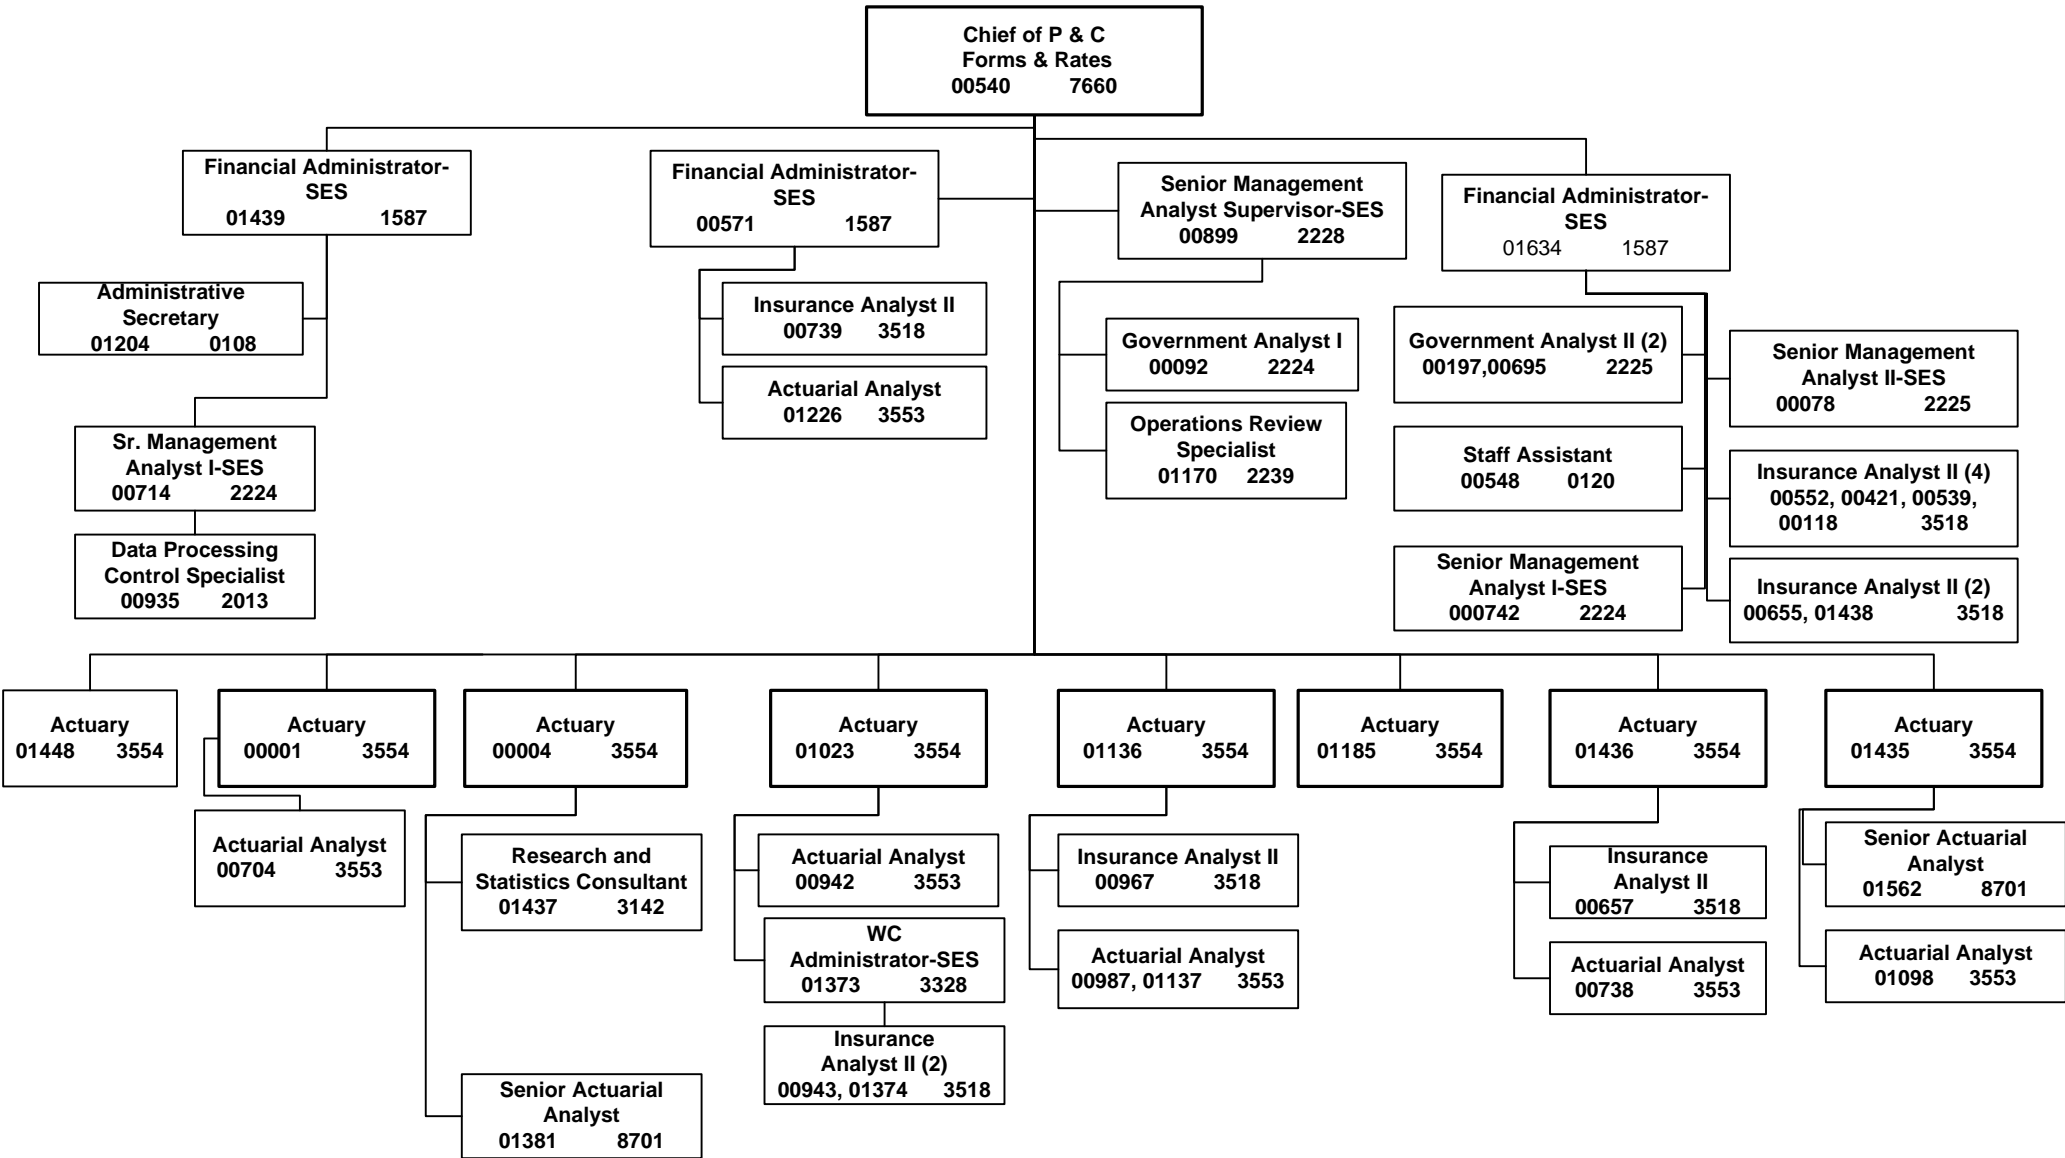 Chief of P & C
Forms & Rates
00540 7660
Financial Administrator-
SES
01439 1587
Administrative
Secretary
01204 0108
Sr. Management
Analyst I-SES
00714 2224
Data Processing
Control Specialist
00935 2013
Financial Administrator-
SES
00571 1587
Insurance Analyst II
00739 3518
Actuarial Analyst
01226 3553
Senior Management
Analyst Supervisor-SES
00899 2228
Government Analyst I
00092 2224
Operations Review
Specialist
01170 2239
Financial Administrator-
SES
01634 1587
Government Analyst II (2)
00197,00695 2225
Staff Assistant
00548 0120
Senior Management
Analyst I-SES
000742 2224
Senior Management
Analyst II-SES
00078 2225
Insurance Analyst II (4)
00552, 00421, 00539,
00118 3518
Insurance Analyst II (2)
00655, 01438 3518
Actuary
01448 3554
Actuary
00001 3554
Actuarial Analyst
00704 3553
Actuary
00004 3554
Research and
Statistics Consultant
01437 3142
Senior Actuarial
Analyst
01381 8701
Actuary
01023 3554
Actuarial Analyst
00942 3553
WC
Administrator-SES
01373 3328
Insurance
Analyst II (2)
00943, 01374 3518
Actuary
01136 3554
Insurance Analyst II
00967 3518
Actuarial Analyst
00987, 01137 3553
Actuary
01185 3554
Actuary
01436 3554
Insurance
Analyst II
00657 3518
Actuarial Analyst
00738 3553
Actuary
01435 3554
Senior Actuarial
Analyst
01562 8701
Actuarial Analyst
01098 3553